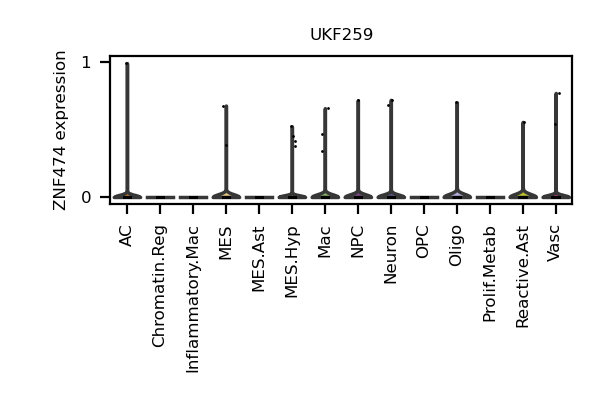 UKF259
ZNF474 expression
1
0
AC
Chromatin.Reg
Inflammatory.Mac
MES
MES.Ast
MES.Hyp
Mac
NPC
Neuron
OPC
Oligo
Prolif.Metab
Reactive.Ast
Vasc